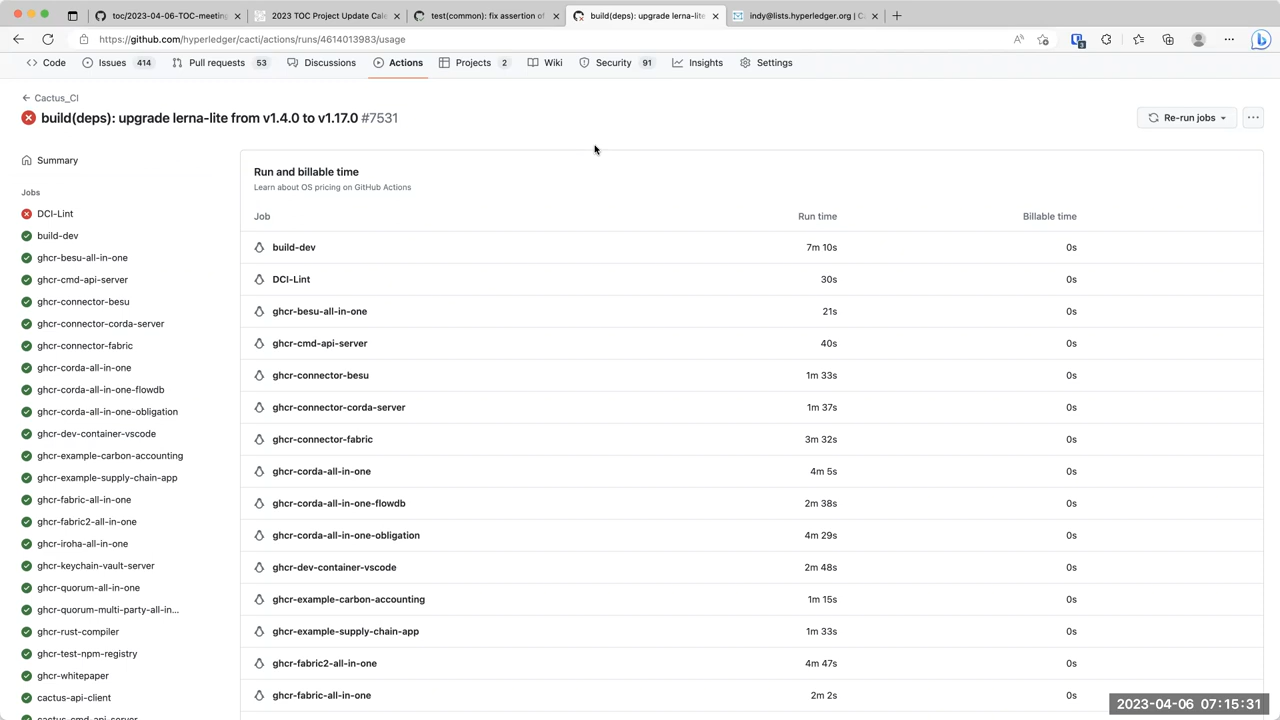 toc/2023-04-06-TOC-meeting
2023 TOC Project Update Cale
test(common): fix assertion of
build(deps): upgrade lerna-lite
indy@lists.hyperledger.org | C
https://github.com/hyperledger/cacti/actions/runs/4614013983/usage
Code
Issues 414
Pull requests 53
Discussions
Actions
Projects 2
Wiki
Security 91
Insights
Settings
← Cactus_CI
build(deps): upgrade lerna-lite from v1.4.0 to v1.17.0 #7531
Re-run jobs
Summary
Jobs
DCI-Lint
build-dev
ghcr-besu-all-in-one
ghcr-cmd-api-server
ghcr-connector-besu
ghcr-connector-corda-server
ghcr-connector-fabric
ghcr-corda-all-in-one
ghcr-corda-all-in-one-flowdb
ghcr-corda-all-in-one-obligation
ghcr-dev-container-vscode
ghcr-example-carbon-accounting
ghcr-example-supply-chain-app
ghcr-fabric-all-in-one
ghcr-fabric2-all-in-one
ghcr-iroha-all-in-one
ghcr-keychain-vault-server
ghcr-quorum-all-in-one
ghcr-quorum-multi-party-all-in...
ghcr-rust-compiler
ghcr-test-npm-registry
ghcr-whitepaper
cactus-api-client
cactus-cmd-api-server
Run and billable time
Learn about OS pricing on GitHub Actions
Job Run time Billable time
build-dev 7m 10s 0s
DCI-Lint 30s 0s
ghcr-besu-all-in-one 21s 0s
ghcr-cmd-api-server 40s 0s
ghcr-connector-besu 1m 33s 0s
ghcr-connector-corda-server 1m 37s 0s
ghcr-connector-fabric 3m 32s 0s
ghcr-corda-all-in-one 4m 5s 0s
ghcr-corda-all-in-one-flowdb 2m 38s 0s
ghcr-corda-all-in-one-obligation 4m 29s 0s
ghcr-dev-container-vscode 2m 48s 0s
ghcr-example-carbon-accounting 1m 15s 0s
ghcr-example-supply-chain-app 1m 33s 0s
ghcr-fabric2-all-in-one 4m 47s 0s
ghcr-fabric-all-in-one 2m 2s 0s
2023-04-06 07:15:31